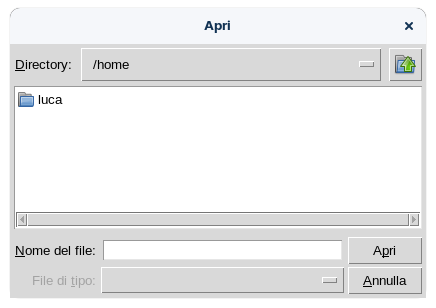 Apri
Directory: /home
luca
Nome del file: Apri
File di tipo: Annulla